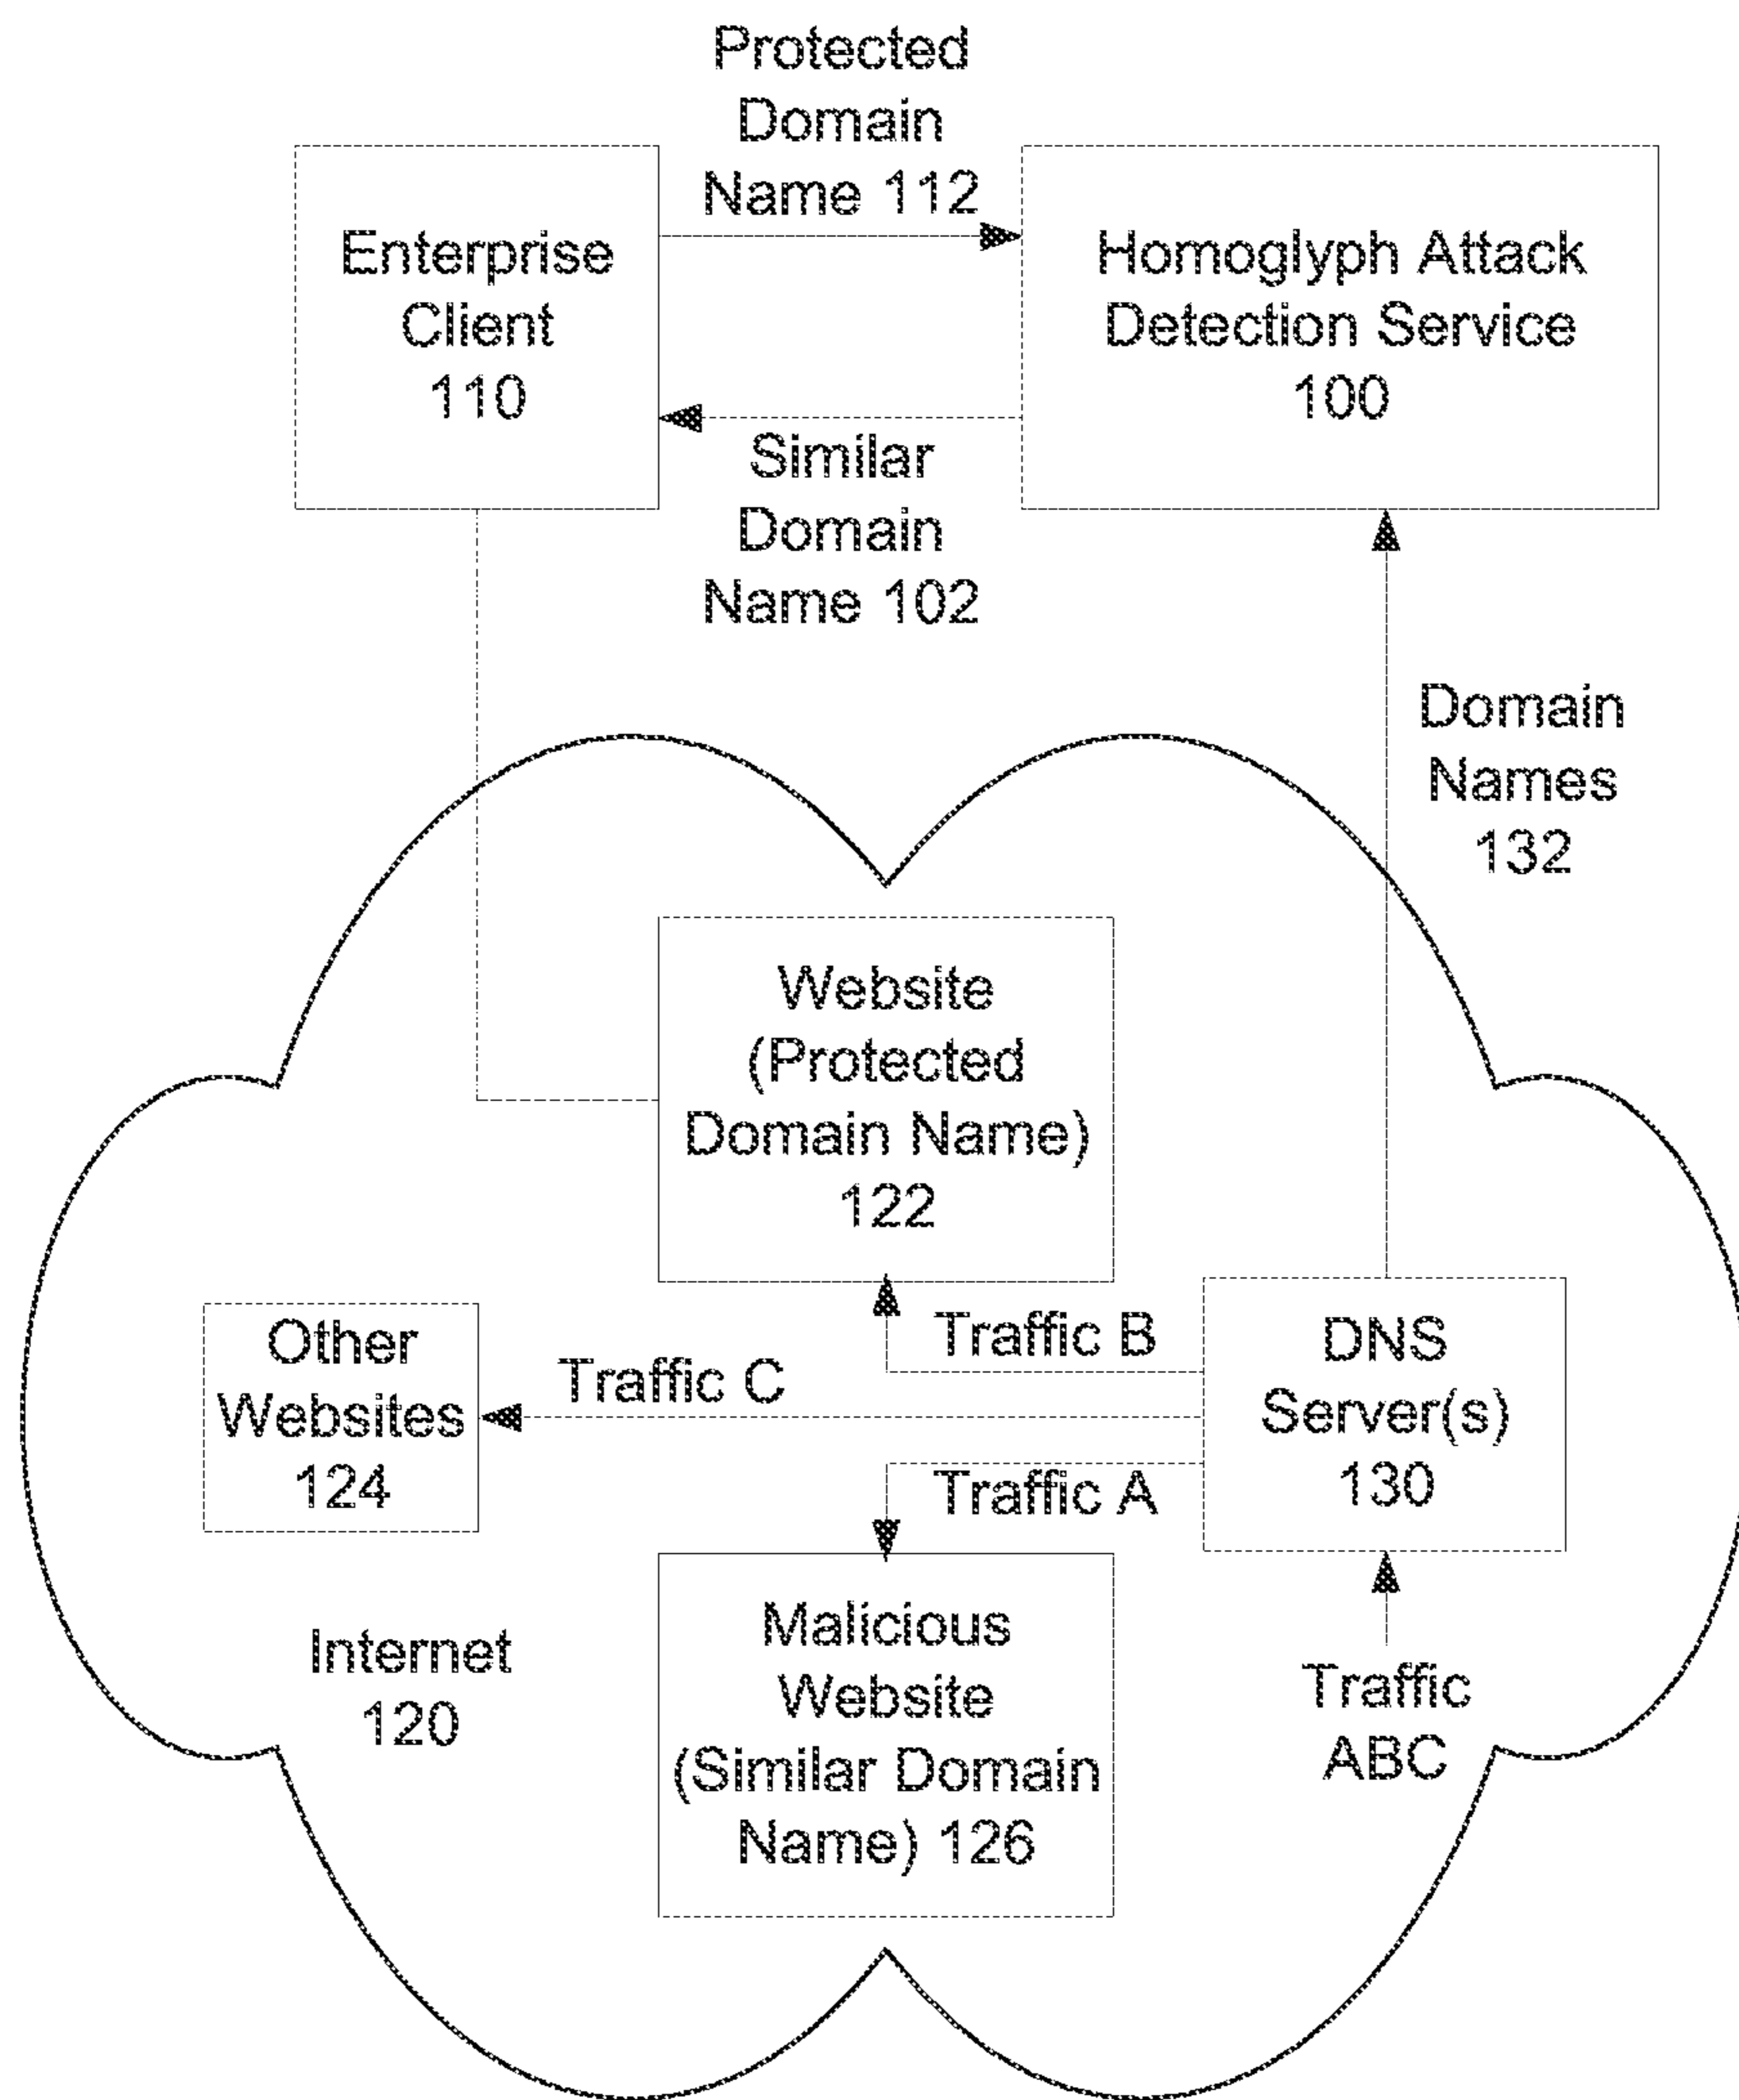 Protected
Domain
Name 112
Enterprise
Client
110
Homoglyph Attack
Detection Service
100
Similar
Domain
Name 102
Domain
Names
132
Website
(Protected
Domain Name)
122
Other
Websites
124
Traffic C
Traffic B
Traffic A
DNS
Server(s)
130
Internet
120
Malicious
Website
(Similar Domain
Name) 126
Traffic
ABC